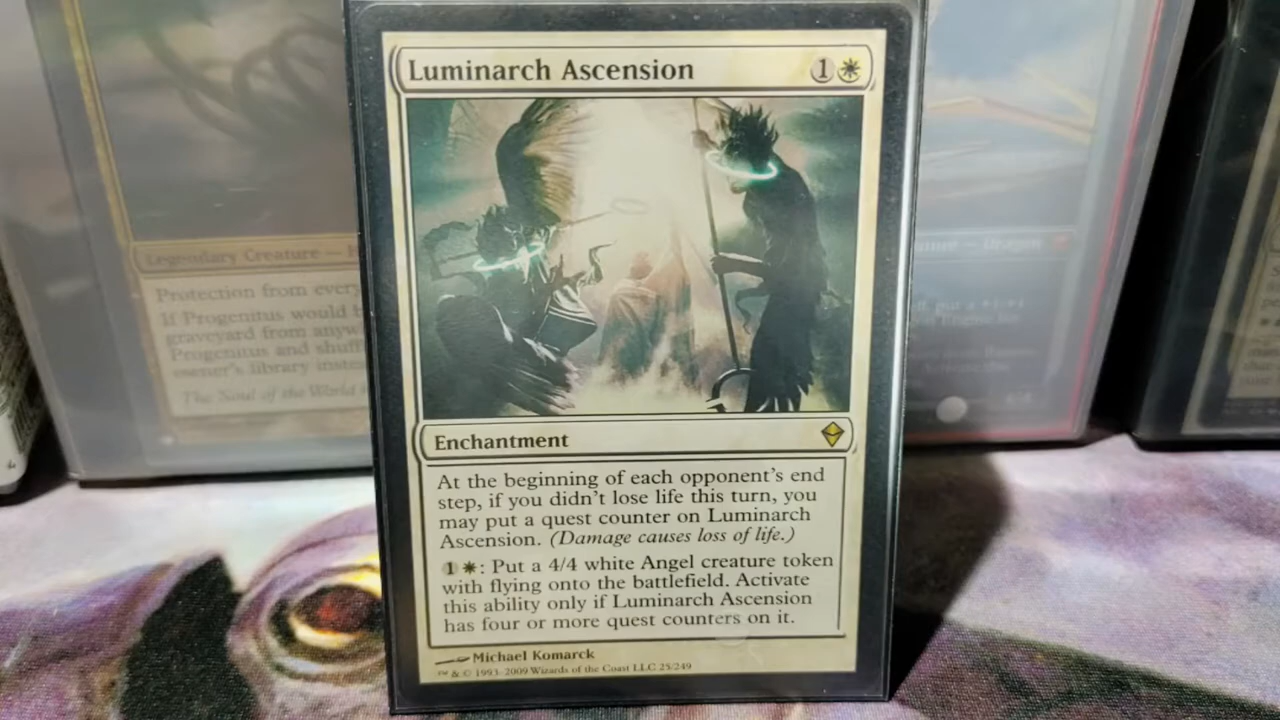 Luminarch Ascension 1
Enchantment
At the beginning of each opponent's end
step, if you didn't lose life this turn, you
may put a quest counter on Luminarch
Ascension. (Damage causes loss of life.)
1 : Put a 4/4 white Angel creature token
with flying onto the battlefield. Activate
this ability only if Luminarch Ascension
has four or more quest counters on it.
Michael Komarck
™ & © 1993-2009 Wizards of the Coast LLC 25/249
Legendary Creature —
Protection from every
If Progenitus would b
graveyard from anyw
Progenitus and shuff
owner's library inste
The Soul of the World
— Dragon